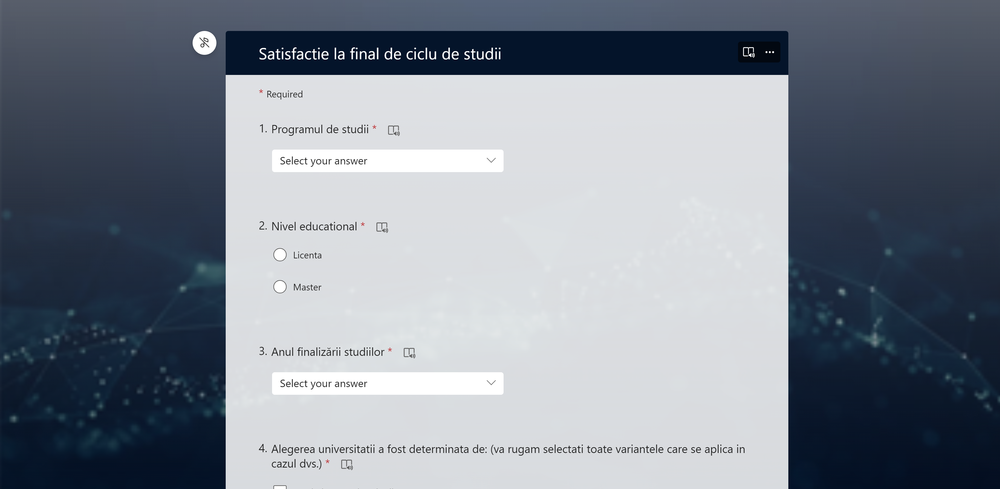 Satisfactie la final de ciclu de studii
* Required
1. Programul de studii *
Select your answer
2. Nivel educational *
Licenta
Master
3. Anul finalizării studiilor *
Select your answer
4. Alegerea universitatii a fost determinata de: (va rugam selectati toate variantele care se aplica in
cazul dvs.) *